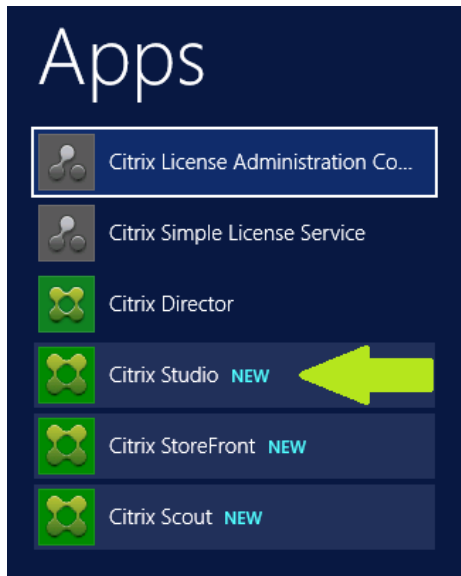 Apps
Citrix License Administration Co...
Citrix Simple License Service
Citrix Director
Citrix Studio NEW
Citrix StoreFront NEW
Citrix Scout NEW